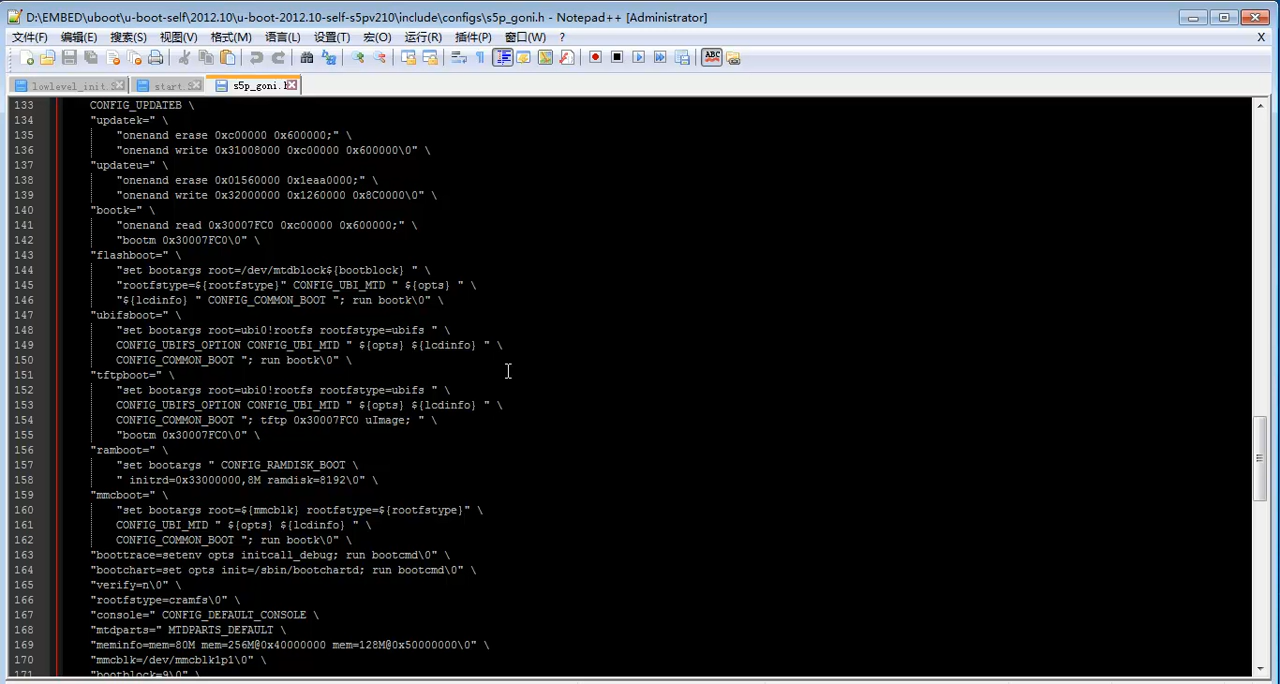 D:\EMBED\uboot\u-boot-self\2012.10\u-boot-2012.10-self-s5pv210\include\configs\s5p_goni.h - Notepad++ [Administrator]
文件(F) 编辑(E) 搜索(S) 视图(V) 格式(M) 语言(L) 设置(T) 宏(O) 运行(R) 插件(P) 窗口(W) ? X
ABC
lowlevel_init. start. s5p_goni.h
133 CONFIG_UPDATEB \
134 "updatek=" \
135 "onenand erase 0xc00000 0x600000;" \
136 "onenand write 0x31008000 0xc00000 0x600000\0" \
137 "updateu=" \
138 "onenand erase 0x01560000 0x1eaa0000;" \
139 "onenand write 0x32000000 0x1260000 0x8C0000\0" \
140 "bootk=" \
141 "onenand read 0x30007FC0 0xc00000 0x600000;" \
142 "bootm 0x30007FC0\0" \
143 "flashboot=" \
144 "set bootargs root=/dev/mtdblock${bootblock} " \
145 "rootfstype=${rootfstype}" CONFIG_UBI_MTD " ${opts} " \
146 "${lcdinfo} " CONFIG_COMMON_BOOT "; run bootk\0" \
147 "ubifsboot=" \
148 "set bootargs root=ubi0!rootfs rootfstype=ubifs " \
149 CONFIG_UBIFS_OPTION CONFIG_UBI_MTD " ${opts} ${lcdinfo} " \
150 CONFIG_COMMON_BOOT "; run bootk\0" \
151 "tftpboot=" \
152 "set bootargs root=ubi0!rootfs rootfstype=ubifs " \
153 CONFIG_UBIFS_OPTION CONFIG_UBI_MTD " ${opts} ${lcdinfo} " \
154 CONFIG_COMMON_BOOT "; tftp 0x30007FC0 uImage; " \
155 "bootm 0x30007FC0\0" \
156 "ramboot=" \
157 "set bootargs " CONFIG_RAMDISK_BOOT \
158 " initrd=0x33000000,8M ramdisk=8192\0" \
159 "mmcboot=" \
160 "set bootargs root=${mmcblk} rootfstype=${rootfstype}" \
161 CONFIG_UBI_MTD " ${opts} ${lcdinfo} " \
162 CONFIG_COMMON_BOOT "; run bootk\0" \
163 "boottrace=setenv opts initcall_debug; run bootcmd\0" \
164 "bootchart=set opts init=/sbin/bootchartd; run bootcmd\0" \
165 "verify=n\0" \
166 "rootfstype=cramfs\0" \
167 "console=" CONFIG_DEFAULT_CONSOLE \
168 "mtdparts=" MTDPARTS_DEFAULT \
169 "meminfo=mem=80M mem=256M@0x40000000 mem=128M@0x50000000\0" \
170 "mmcblk=/dev/mmcblk1p1\0" \
171 "bootblock=9\0" \